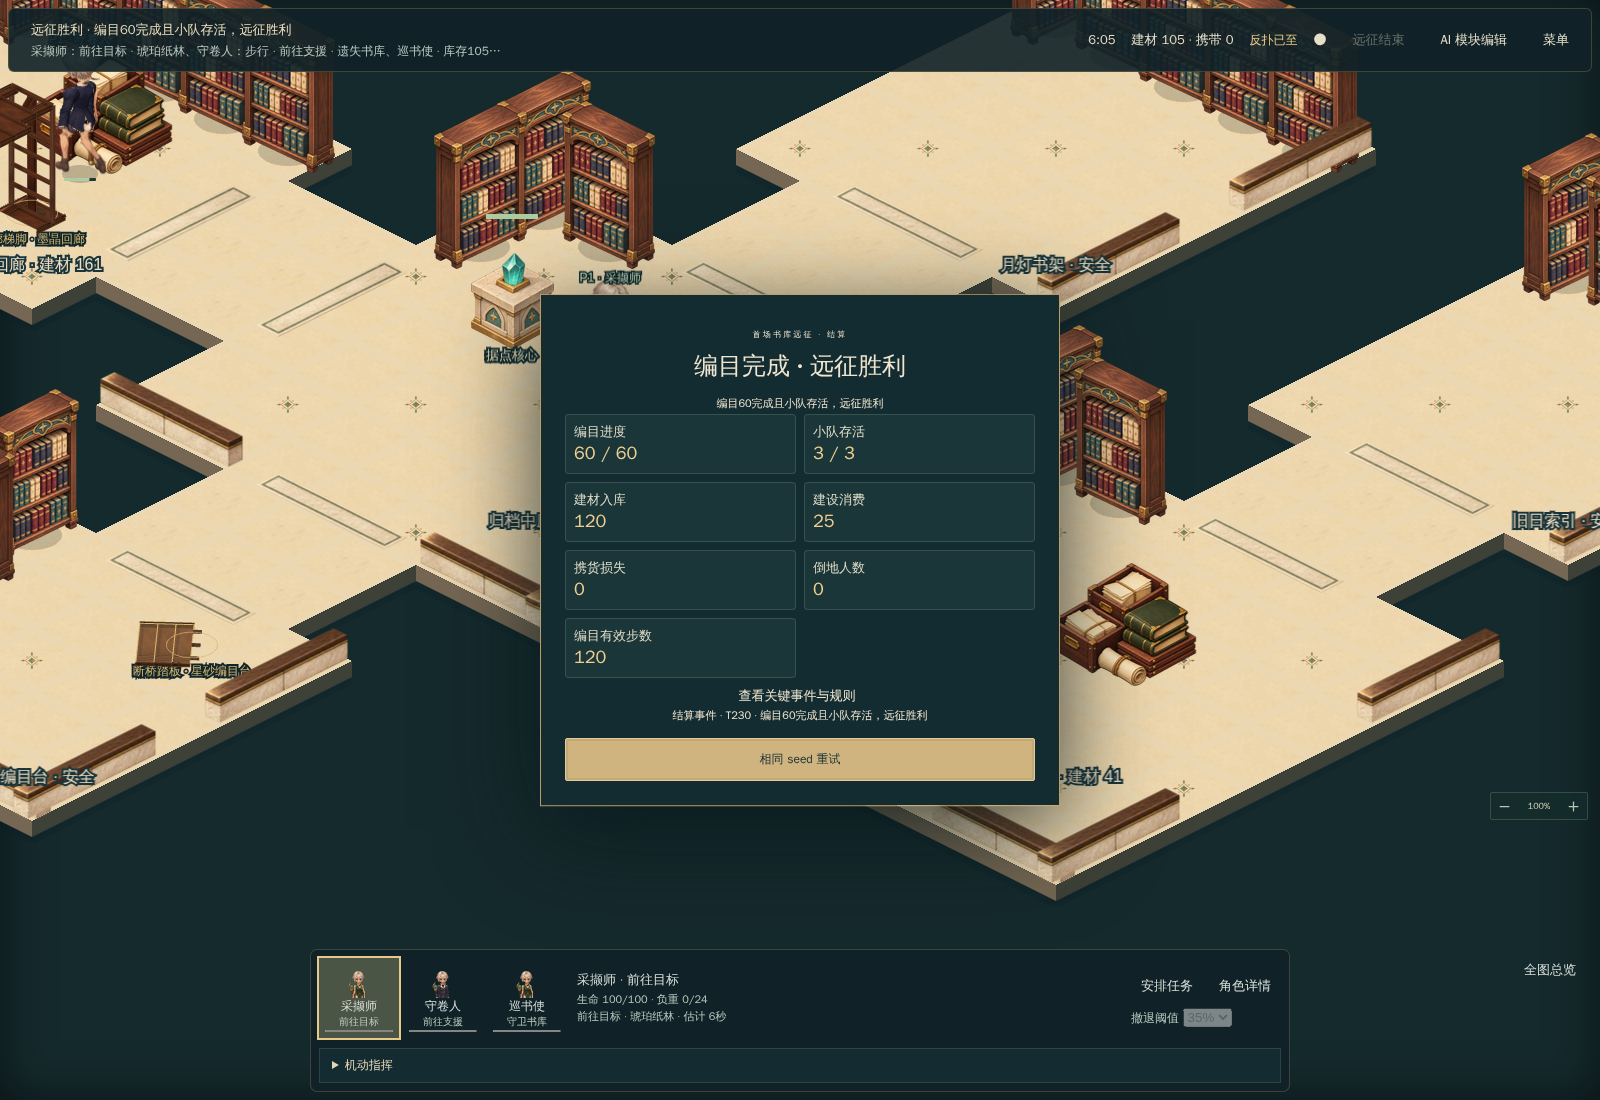 远征胜利 · 编目60完成且小队存活，远征胜利
采撷师：前往目标 · 琥珀纸林、守卷人：步行 · 前往支援 · 遗失书库、巡书使 · 库存105···
6:05 建材 105 · 携带 0 反扑已至 远征结束 AI 模块编辑 菜单
梯脚 · 墨晶回廊
回廊 · 建材 161
月灯书架 · 安全
P1 · 采撷师
据点核心
归档中
旧日索引 · 安
断桥踏板 · 星砂编目台
编目台 · 安全
· 建材 41
首场书库远征 · 结算
编目完成 · 远征胜利
编目60完成且小队存活，远征胜利
编目进度
60 / 60
小队存活
3 / 3
建材入库
120
建设消费
25
携货损失
0
倒地人数
0
编目有效步数
120
查看关键事件与规则
结算事件 · T230 · 编目60完成且小队存活，远征胜利
相同 seed 重试
− 100% +
全图总览
采撷师
前往目标
守卷人
前往支援
巡书使
守卫书库
采撷师 · 前往目标
生命 100/100 · 负重 0/24
前往目标 · 琥珀纸林 · 估计 6秒
安排任务 角色详情
撤退阈值 35%
▶ 机动指挥